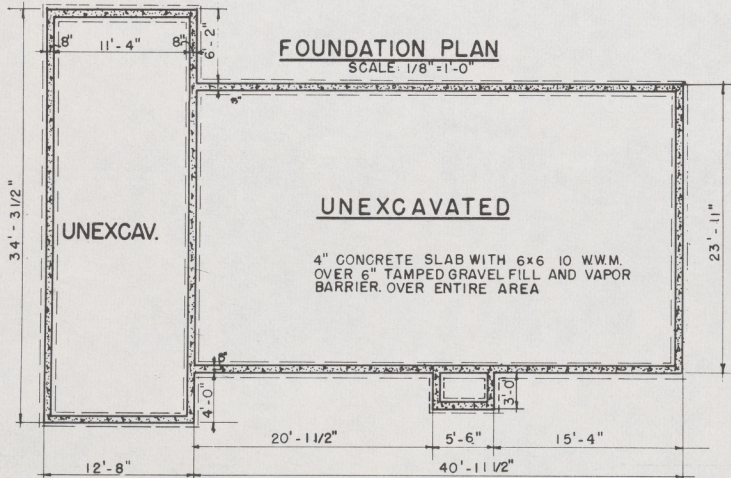 8"
11'-4"
8"
6'-2"
FOUNDATION PLAN
SCALE: 1/8"=1'-0"
8"
34'-3 1/2"
UNEXCAV.
UNEXCAVATED
23'-11"
4" CONCRETE SLAB WITH 6x6 10 W.W.M.
OVER 6" TAMPED GRAVEL FILL AND VAPOR
BARRIER. OVER ENTIRE AREA
8"
4'-0"
3'-0"
20'-1 1/2"
5'-6"
15'-4"
12'-8"
40'-11 1/2"